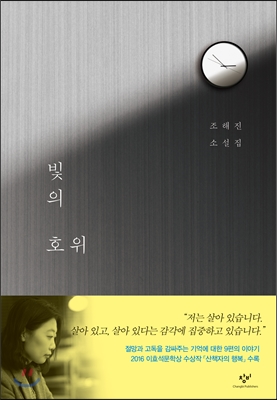 조해진
소설집
빛
의
호위
"저는 살아 있습니다.
살아 있고, 살아 있다는 감각에 집중하고 있습니다."
절망과 고독을 감싸주는 기억에 대한 9편의 이야기
2016 이효석문학상 수상작 「산책자의 행복」 수록
창비
Changbi Publishers